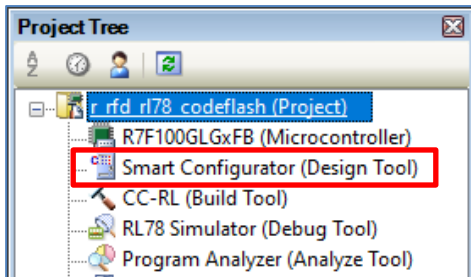 Project Tree
r_rfd_rl78_codeflash (Project)
R7F100GLGxFB (Microcontroller)
Smart Configurator (Design Tool)
CC-RL (Build Tool)
RL78 Simulator (Debug Tool)
Program Analyzer (Analyze Tool)